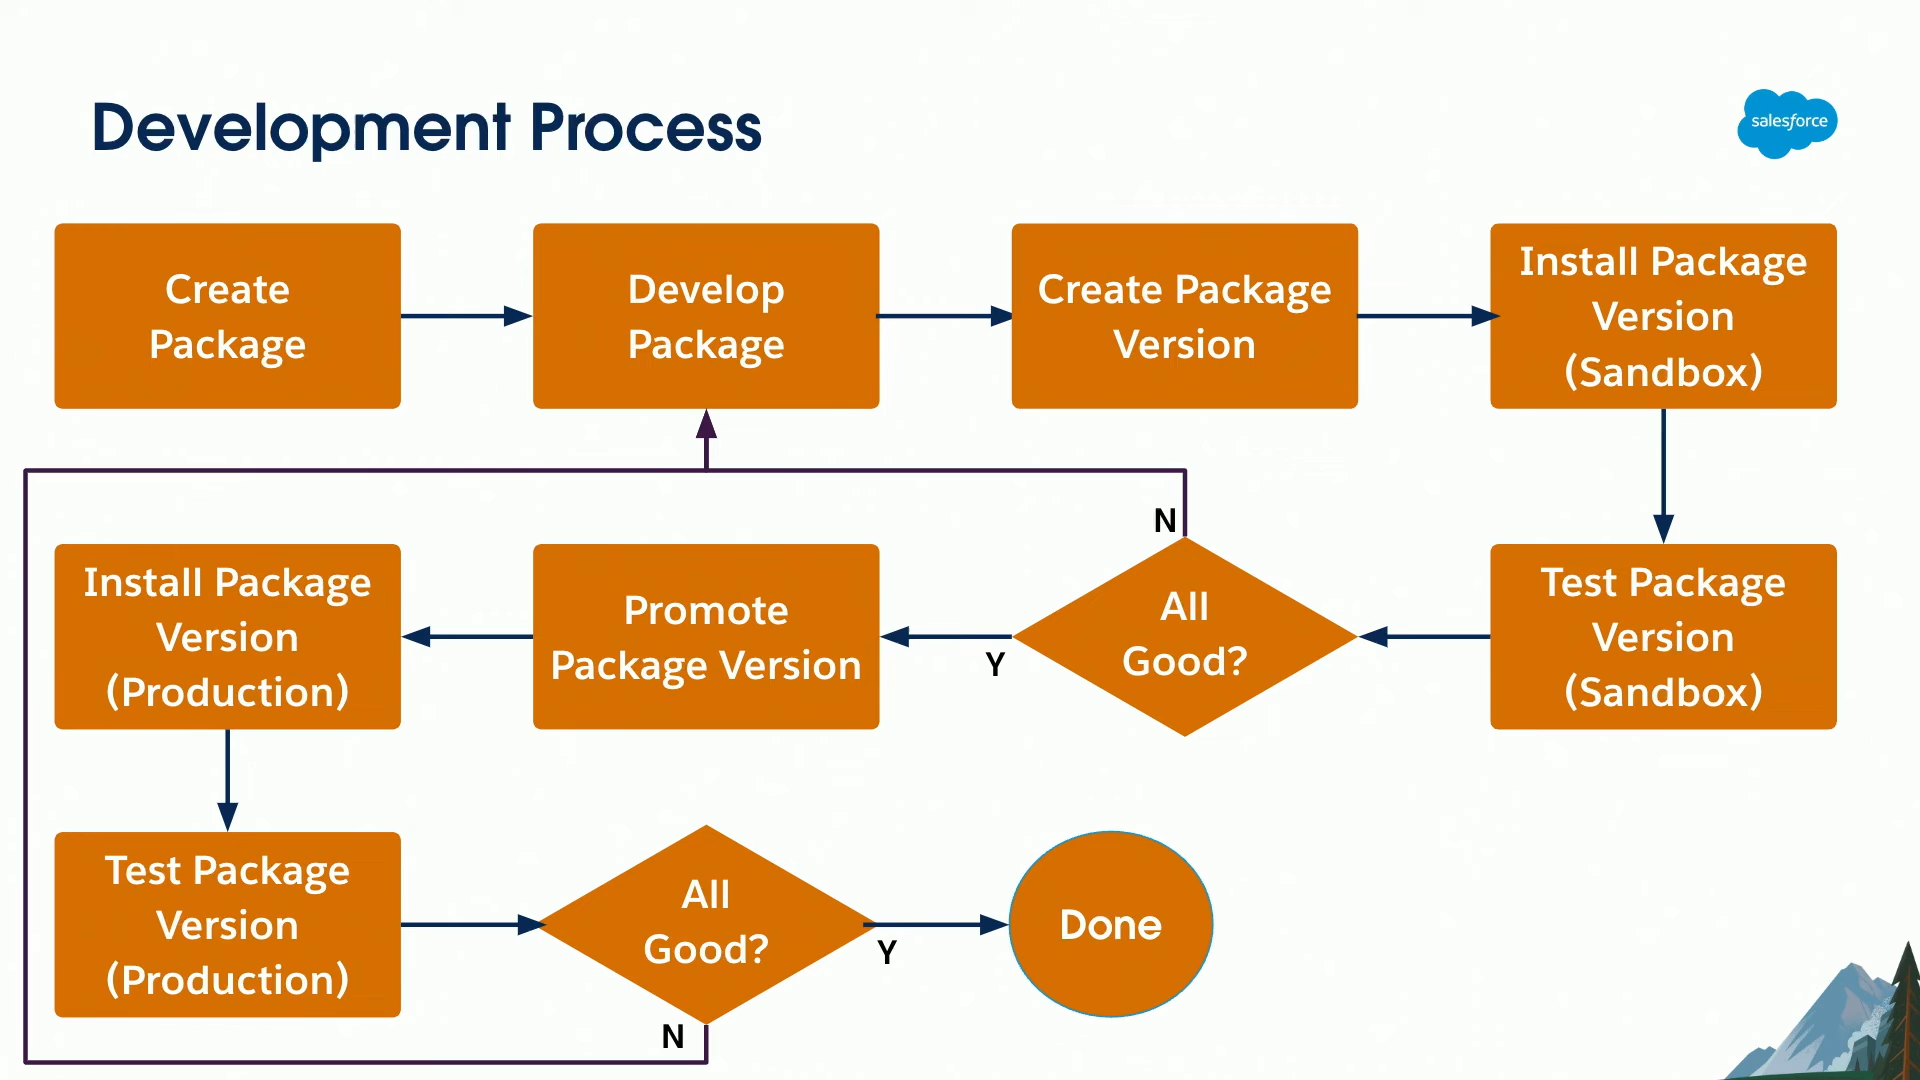 Development Process
salesforce
Create
Package
Develop
Package
Create Package
Version
Install Package
Version
(Sandbox)
N
Install Package
Version
(Production)
Promote
Package Version
Y
All
Good?
Test Package
Version
(Sandbox)
Test Package
Version
(Production)
All
Good?
Y
Done
N